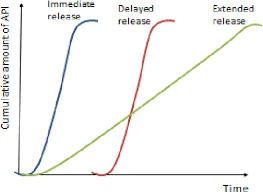 Immediate
release
Delayed
release
Extended
release
Cumulative amount of API
Time